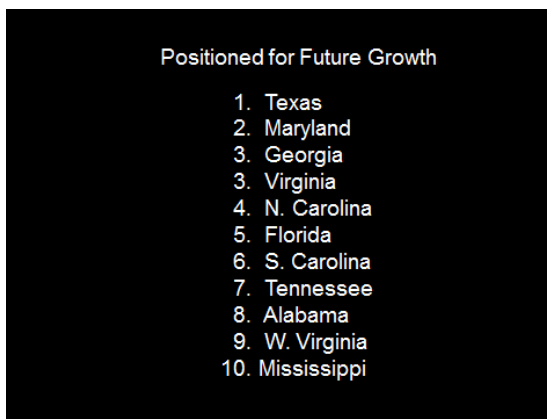 Positioned for Future Growth
1. Texas
2. Maryland
3. Georgia
3. Virginia
4. N. Carolina
5. Florida
6. S. Carolina
7. Tennessee
8. Alabama
9. W. Virginia
10. Mississippi